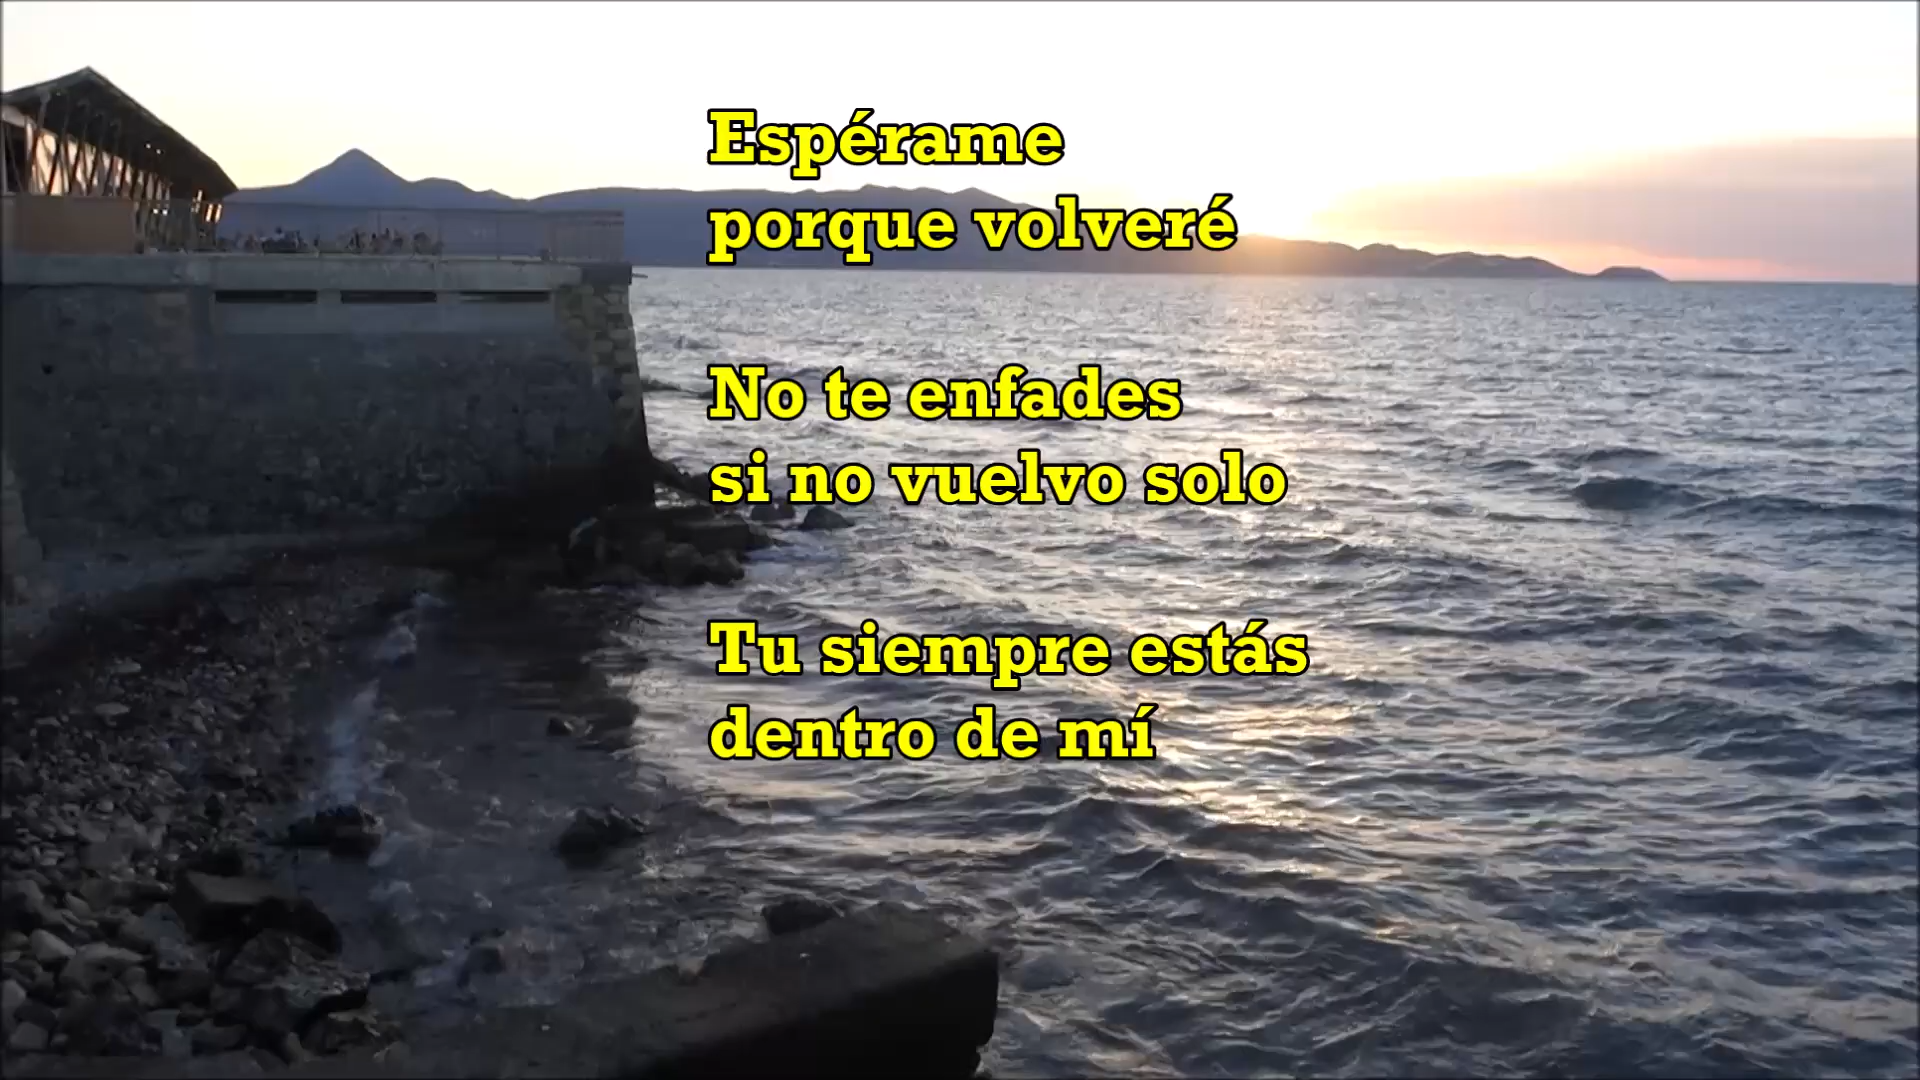 Espérame
porque volveré
No te enfades
si no vuelvo solo
Tu siempre estás
dentro de mí